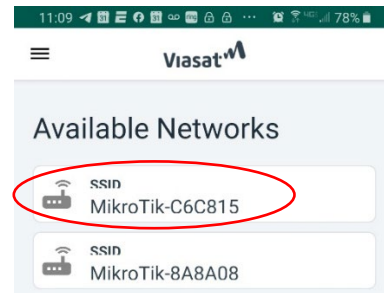 11:09
78%
Viasat
Available Networks
SSID
MikroTik-C6C815
SSID
MikroTik-8A8A08